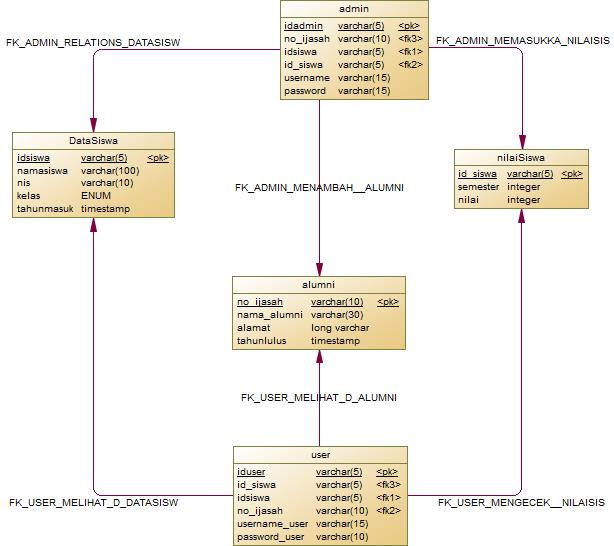 admin
idadmin varchar(5) <pk>
no_ijasah varchar(10) <fk3>
idsiswa varchar(5) <fk1>
id_siswa varchar(5) <fk2>
username varchar(15)
password varchar(15)
FK_ADMIN_RELATIONS_DATASISW
FK_ADMIN_MEMASUKKA_NILAISIS
DataSiswa
idsiswa varchar(5) <pk>
namasiswa varchar(100)
nis varchar(10)
kelas ENUM
tahunmasuk timestamp
nilaiSiswa
id_siswa varchar(5) <pk>
semester integer
nilai integer
FK_ADMIN_MENAMBAH__ALUMNI
alumni
no_ijasah varchar(10) <pk>
nama_alumni varchar(30)
alamat long varchar
tahunlulus timestamp
FK_USER_MELIHAT_D_ALUMNI
user
iduser varchar(5) <pk>
id_siswa varchar(5) <fk3>
idsiswa varchar(5) <fk1>
no_ijasah varchar(10) <fk2>
username_user varchar(15)
password_user varchar(10)
FK_USER_MELIHAT_D_DATASISW
FK_USER_MENGECEK__NILAISIS